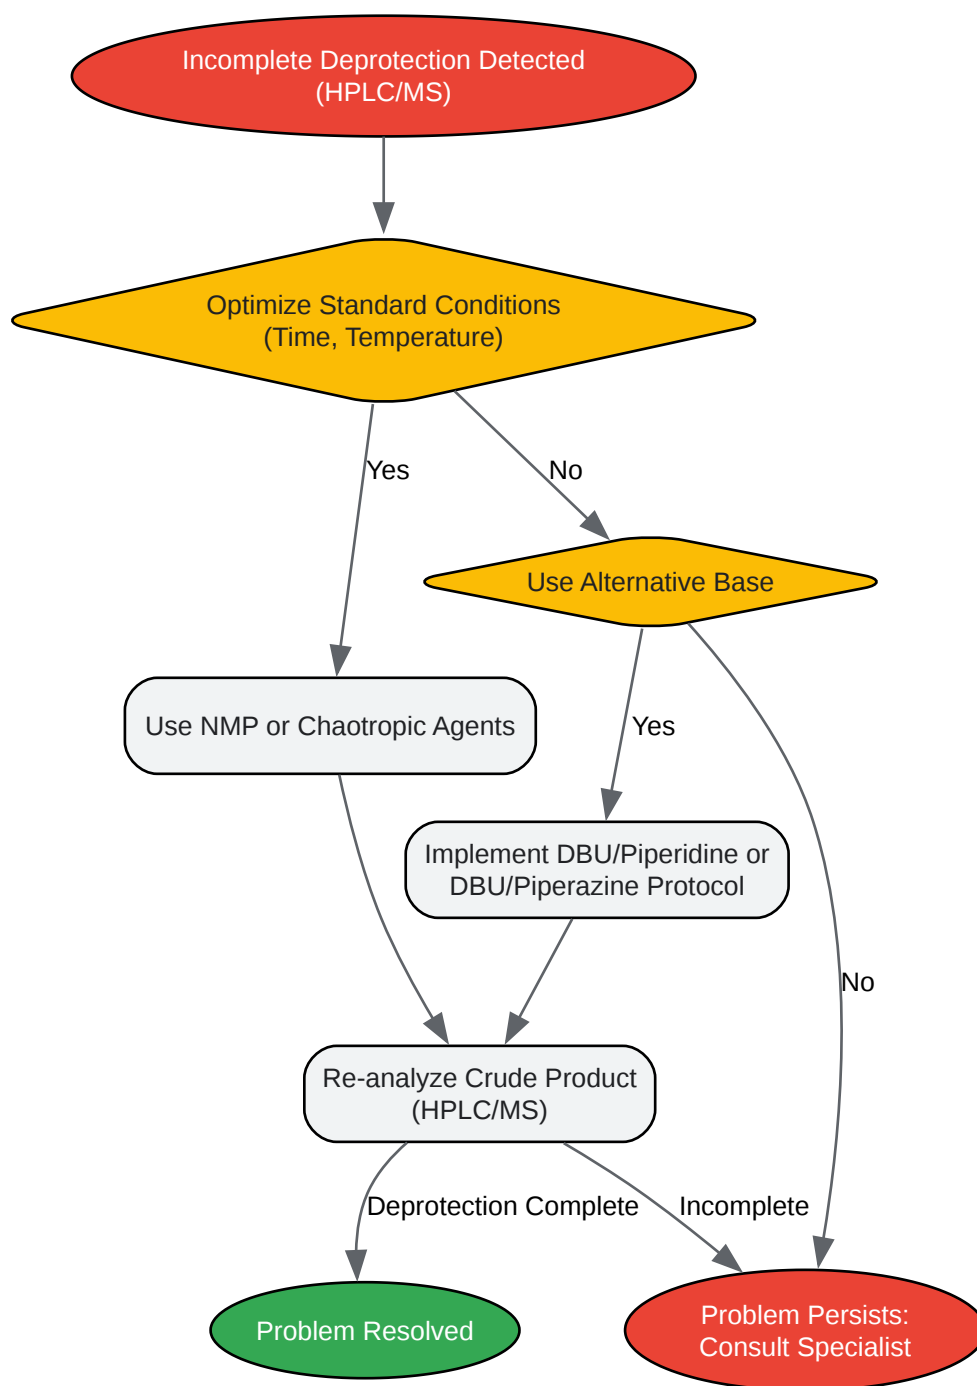 Incomplete Deprotection Detected
(HPLC/MS)
Optimize Standard Conditions
(Time, Temperature)
Yes
No
Use Alternative Base
Use NMP or Chaotropic Agents
Yes
Implement DBU/Piperidine or
DBU/Piperazine Protocol
No
Re-analyze Crude Product
(HPLC/MS)
Deprotection Complete
Incomplete
Problem Resolved
Problem Persists:
Consult Specialist